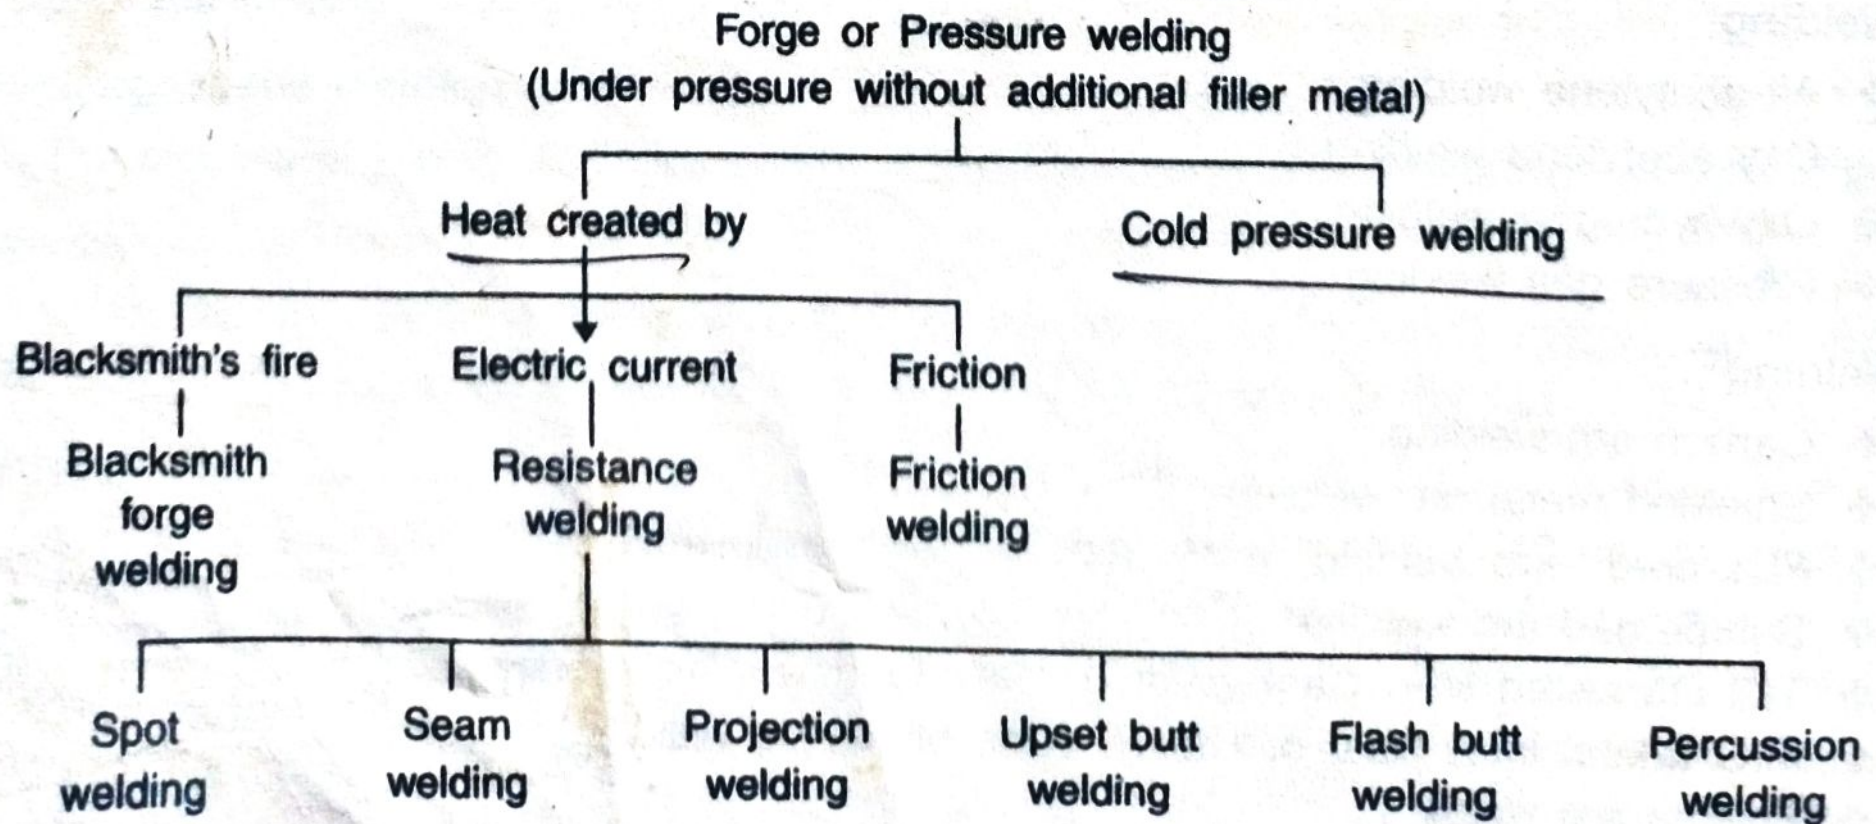 Forge or Pressure welding
(Under pressure without additional filler metal)
Heat created by
Cold pressure welding
Blacksmith's fire
Electric current
Friction
Blacksmith
forge
welding
Resistance
welding
Friction
welding
Spot
welding
Seam
welding
Projection
welding
Upset butt
welding
Flash butt
welding
Percussion
welding